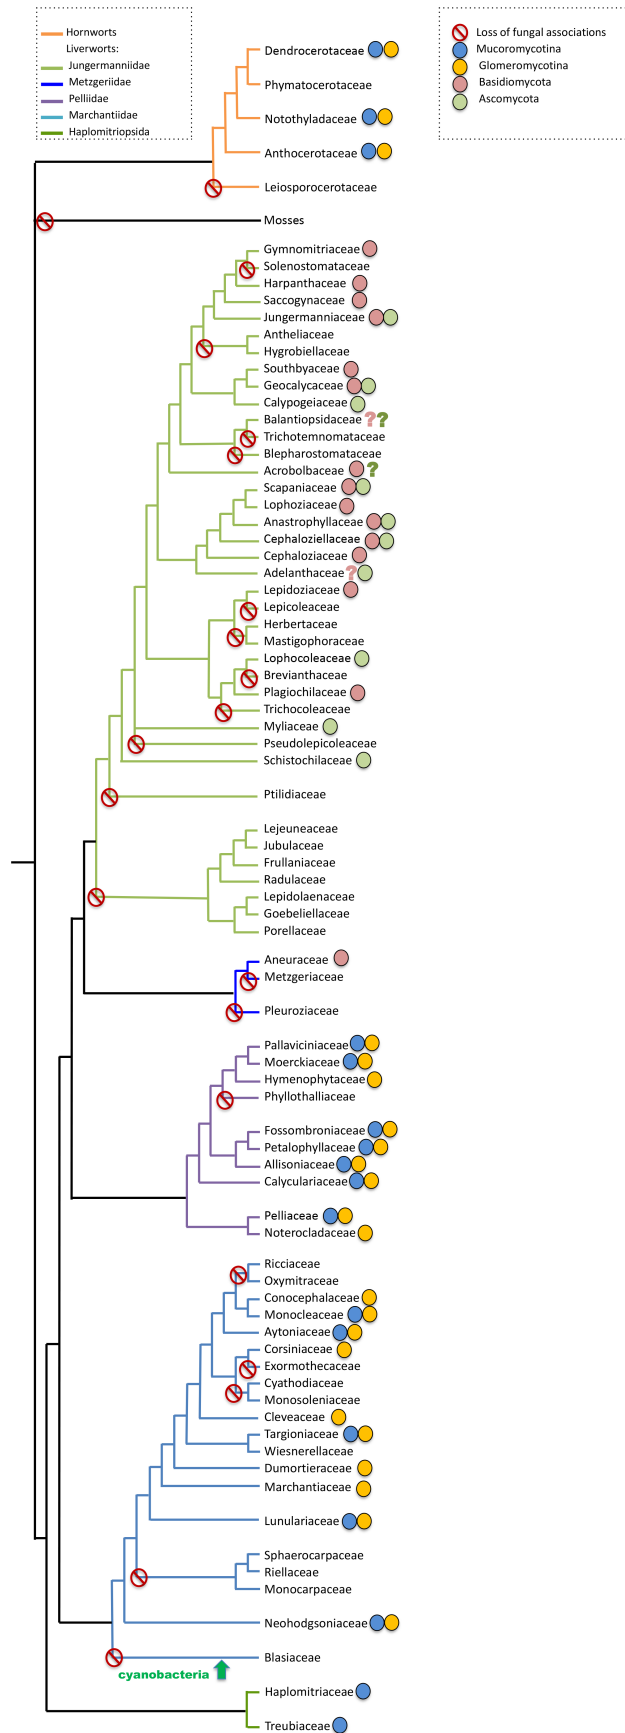 Hornworts
Liverworts:
Jungermanniidae
Metzgeriidae
Pelliidae
Marchantiidae
Haplomitriopsida
Loss of fungal associations
Mucoromycotina
Glomeromycotina
Basidiomycota
Ascomycota
Dendrocerotaceae
Phymatocerotaceae
Notothyladaceae
Anthocerotaceae
Leiosporocerotaceae
Mosses
Gymnomitriaceae
Solenostomataceae
Harpanthaceae
Saccogynaceae
Jungermanniaceae
Antheliaceae
Hygrobiellaceae
Southbyaceae
Geocalycaceae
Calypogeiaceae
Balantiopsidaceae ??
Trichotemnomataceae
Blepharostomataceae
Acrobolbaceae ?
Scapaniaceae
Lophoziaceae
Anastrophyllaceae
Cephaloziellaceae
Cephaloziaceae
Adelanthaceae ?
Lepidoziaceae
Lepicoleaceae
Herbertaceae
Mastigophoraceae
Lophocoleaceae
Brevianthaceae
Plagiochilaceae
Trichocoleaceae
Myliaceae
Pseudolepicoleaceae
Schistochilaceae
Ptilidiaceae
Lejeuneaceae
Jubulaceae
Frullaniaceae
Radulaceae
Lepidolaenaceae
Goebeliellaceae
Porellaceae
Aneuraceae
Metzgeriaceae
Pleuroziaceae
Pallaviciniaceae
Moerckiaceae
Hymenophytaceae
Phyllothalliaceae
Fossombroniaceae
Petalophyllaceae
Allisoniaceae
Calyculariaceae
Pelliaceae
Noterocladaceae
Ricciaceae
Oxymitraceae
Conocephalaceae
Monocleaceae
Aytoniaceae
Corsiniaceae
Exormothecaceae
Cyathodiaceae
Monosoleniaceae
Cleveaceae
Targioniaceae
Wiesnerellaceae
Dumortieraceae
Marchantiaceae
Lunulariaceae
Sphaerocarpaceae
Riellaceae
Monocarpaceae
Neohodgsoniaceae
Blasiaceae
cyanobacteria
Haplomitriaceae
Treubiaceae